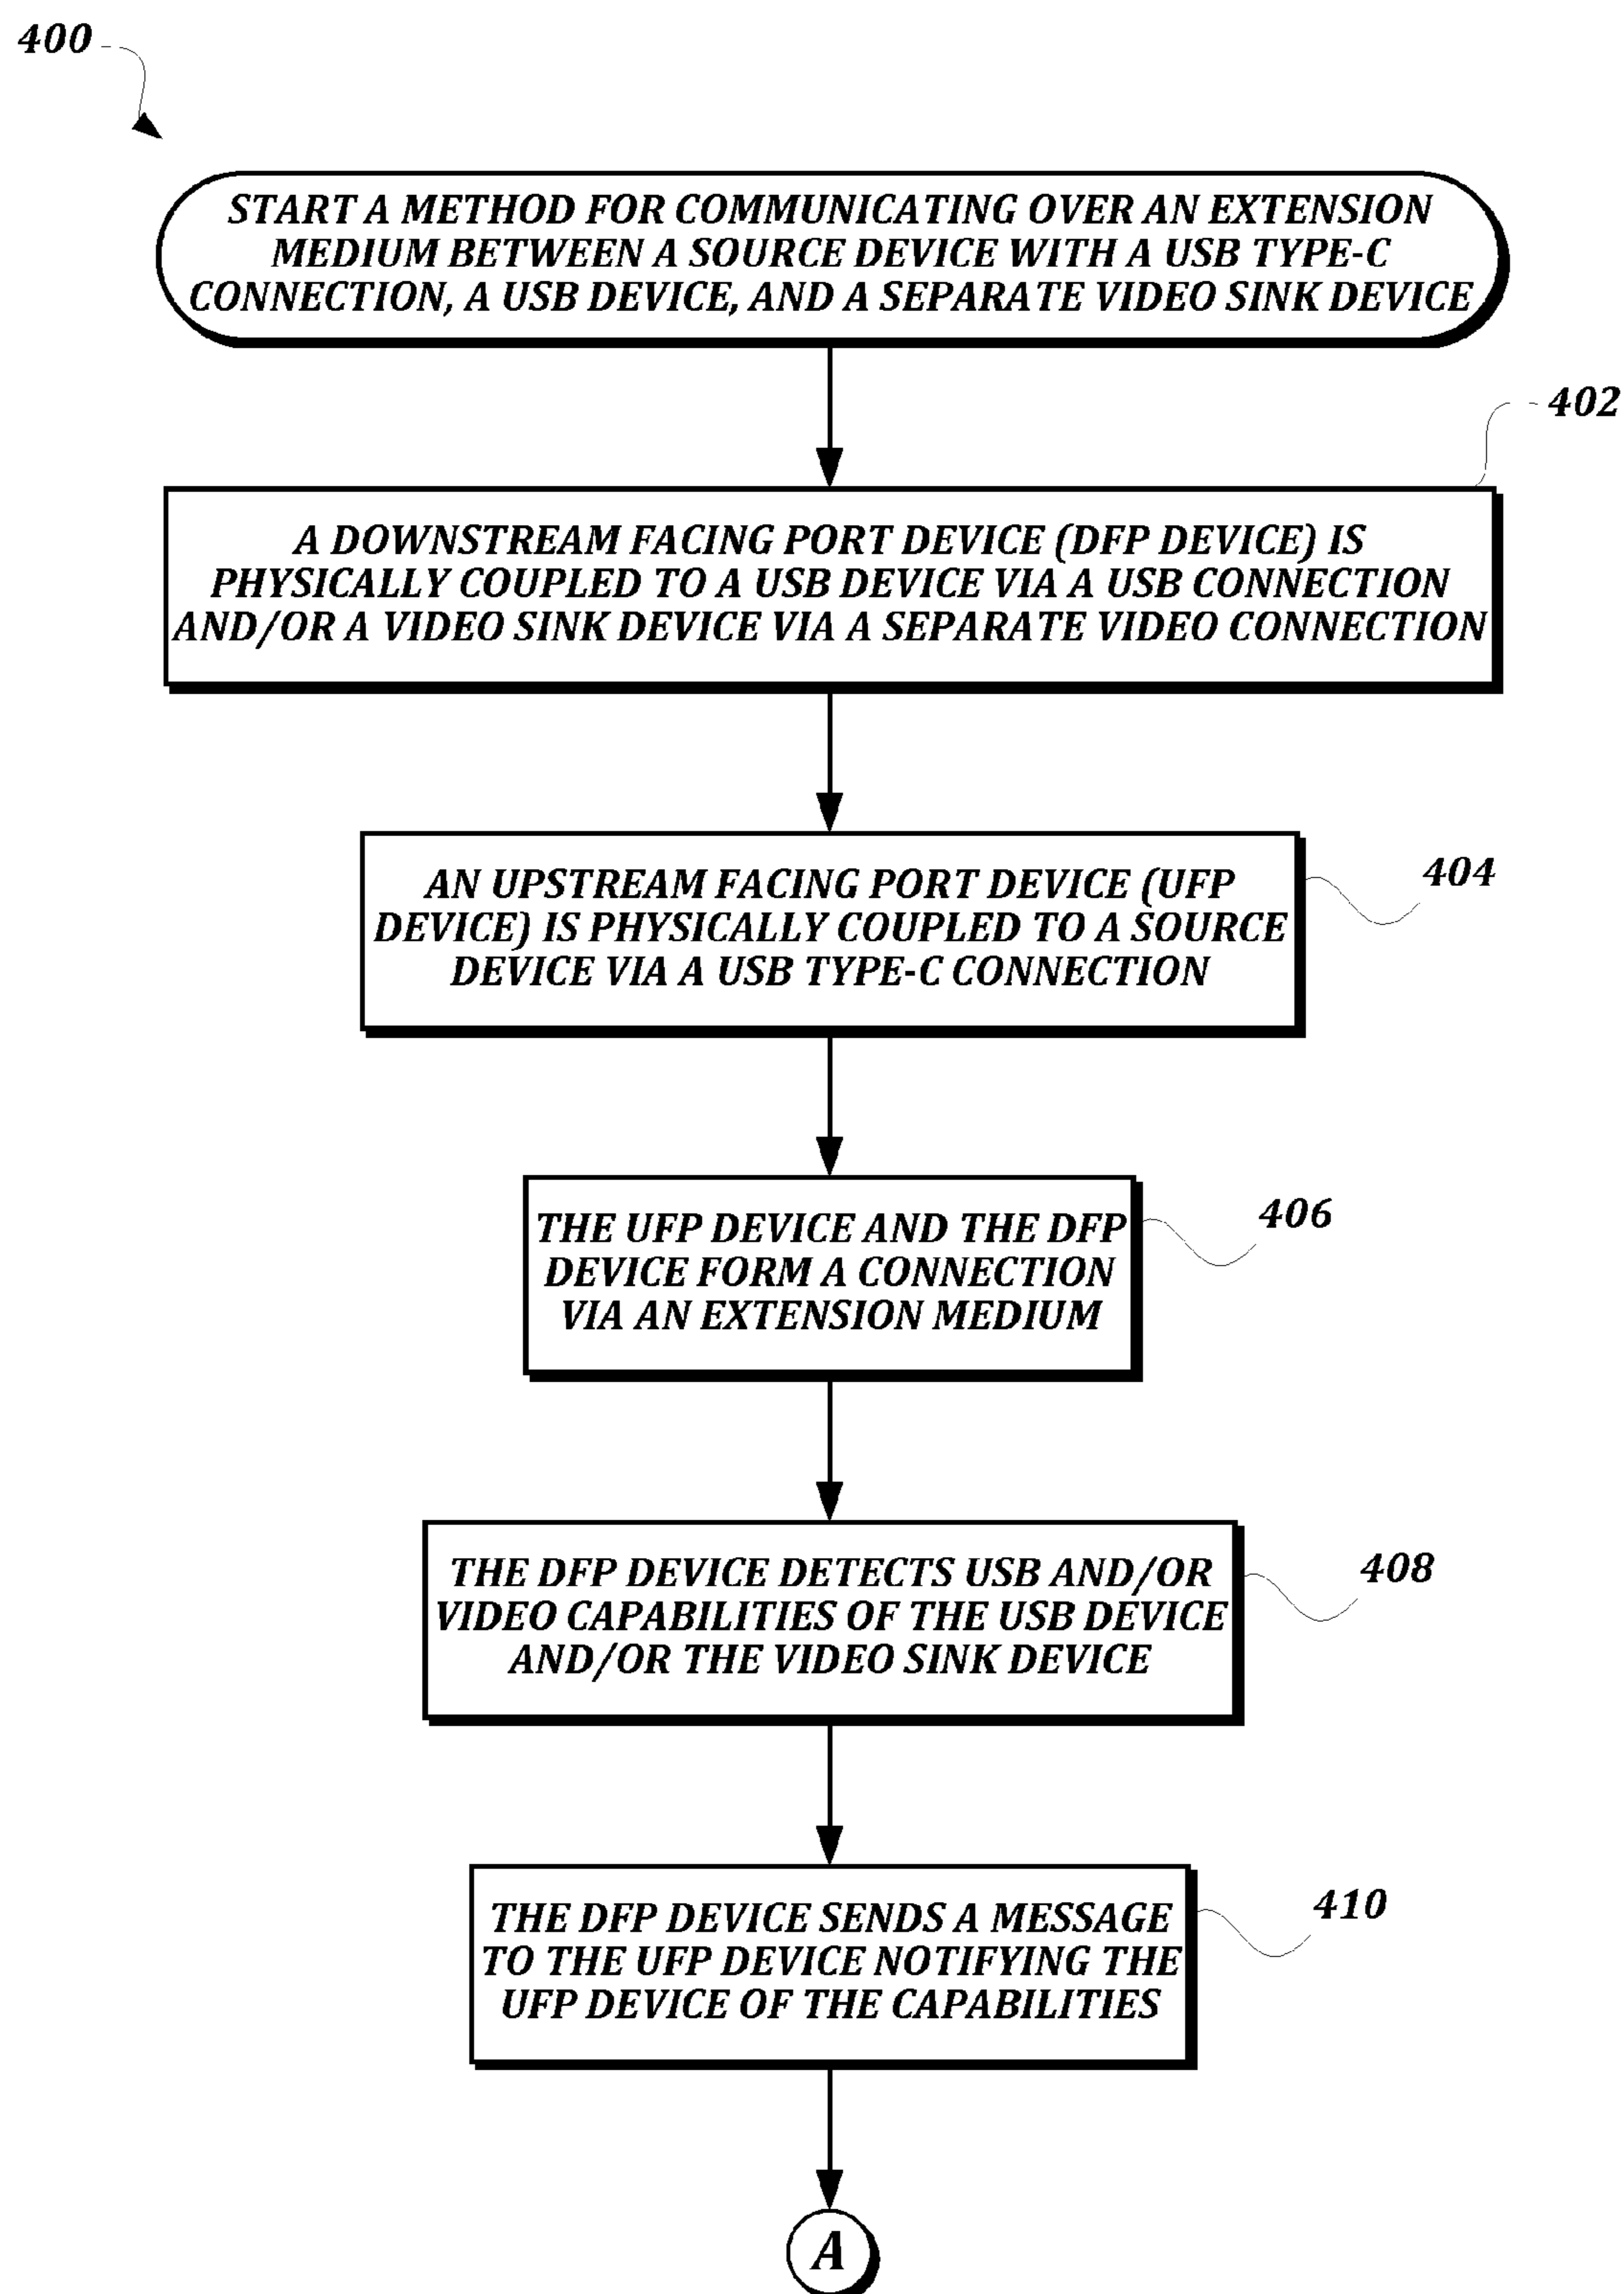 400
START A METHOD FOR COMMUNICATING OVER AN EXTENSION
MEDIUM BETWEEN A SOURCE DEVICE WITH A USB TYPE-C
CONNECTION, A USB DEVICE, AND A SEPARATE VIDEO SINK DEVICE
402
A DOWNSTREAM FACING PORT DEVICE (DFP DEVICE) IS
PHYSICALLY COUPLED TO A USB DEVICE VIA A USB CONNECTION
AND/OR A VIDEO SINK DEVICE VIA A SEPARATE VIDEO CONNECTION
404
AN UPSTREAM FACING PORT DEVICE (UFP
DEVICE) IS PHYSICALLY COUPLED TO A SOURCE
DEVICE VIA A USB TYPE-C CONNECTION
406
THE UFP DEVICE AND THE DFP
DEVICE FORM A CONNECTION
VIA AN EXTENSION MEDIUM
408
THE DFP DEVICE DETECTS USB AND/OR
VIDEO CAPABILITIES OF THE USB DEVICE
AND/OR THE VIDEO SINK DEVICE
410
THE DFP DEVICE SENDS A MESSAGE
TO THE UFP DEVICE NOTIFYING THE
UFP DEVICE OF THE CAPABILITIES
A